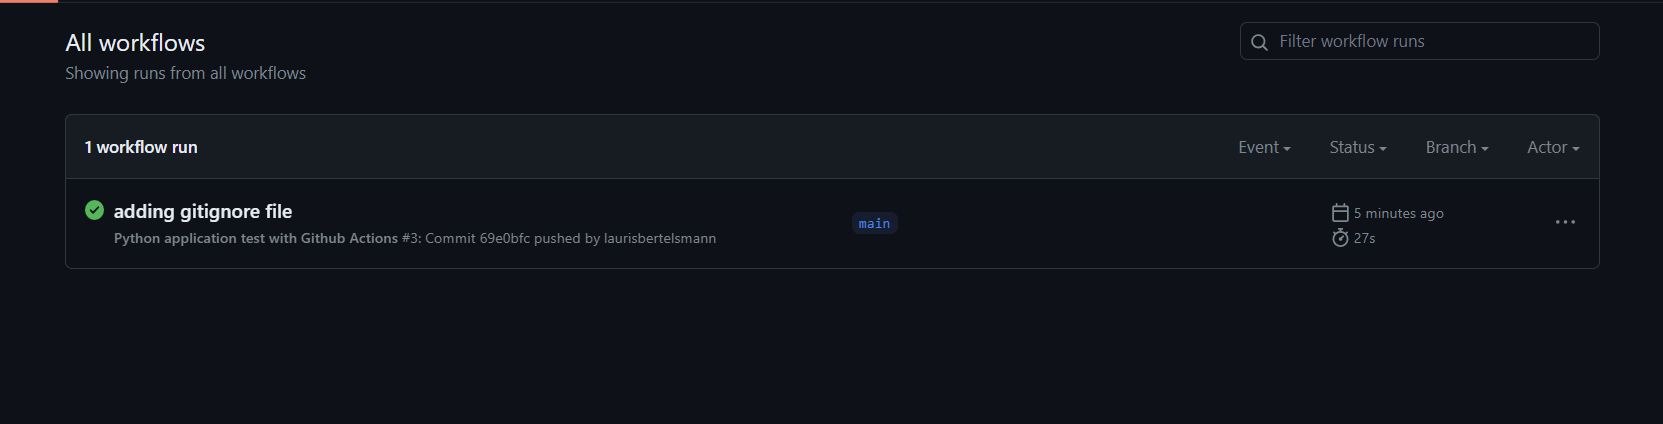 All workflows
Filter workflow runs
Showing runs from all workflows
1 workflow run
Event
Status
Branch
Actor
adding gitignore file
Python application test with Github Actions #3: Commit 69e0bfc pushed by laurisbertelsmann
main
5 minutes ago
27s